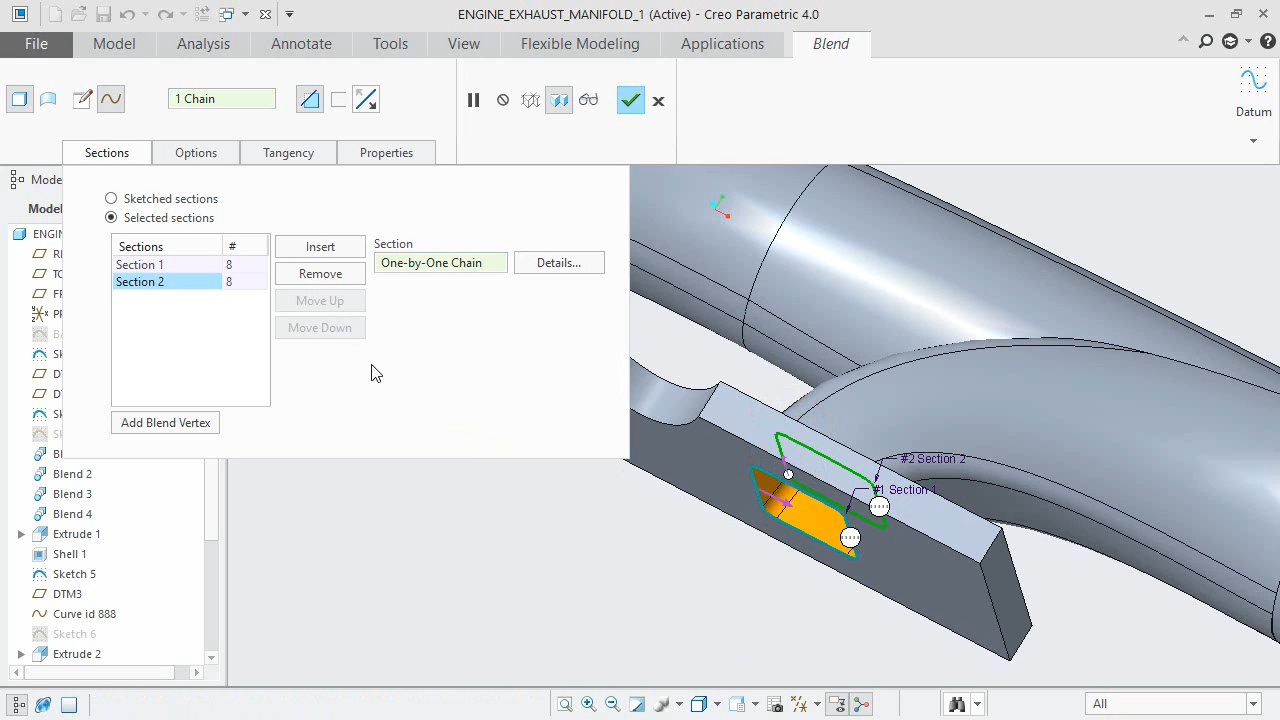 ENGINE_EXHAUST_MANIFOLD_1 (Active) - Creo Parametric 4.0
File Model Analysis Annotate Tools View Flexible Modeling Applications Blend
1 Chain
Datum
Sections Options Tangency Properties
Sketched sections
Selected sections
Sections #
Section 1 8
Section 2 8
Insert
Remove
Move Up
Move Down
Section
One-by-One Chain
Details...
Add Blend Vertex
Mode
Model
ENGIN
Blend 2
Blend 3
Blend 4
Extrude 1
Shell 1
Sketch 5
DTM3
Curve id 888
Sketch 6
Extrude 2
#2 Section 2
#1 Section 1
All